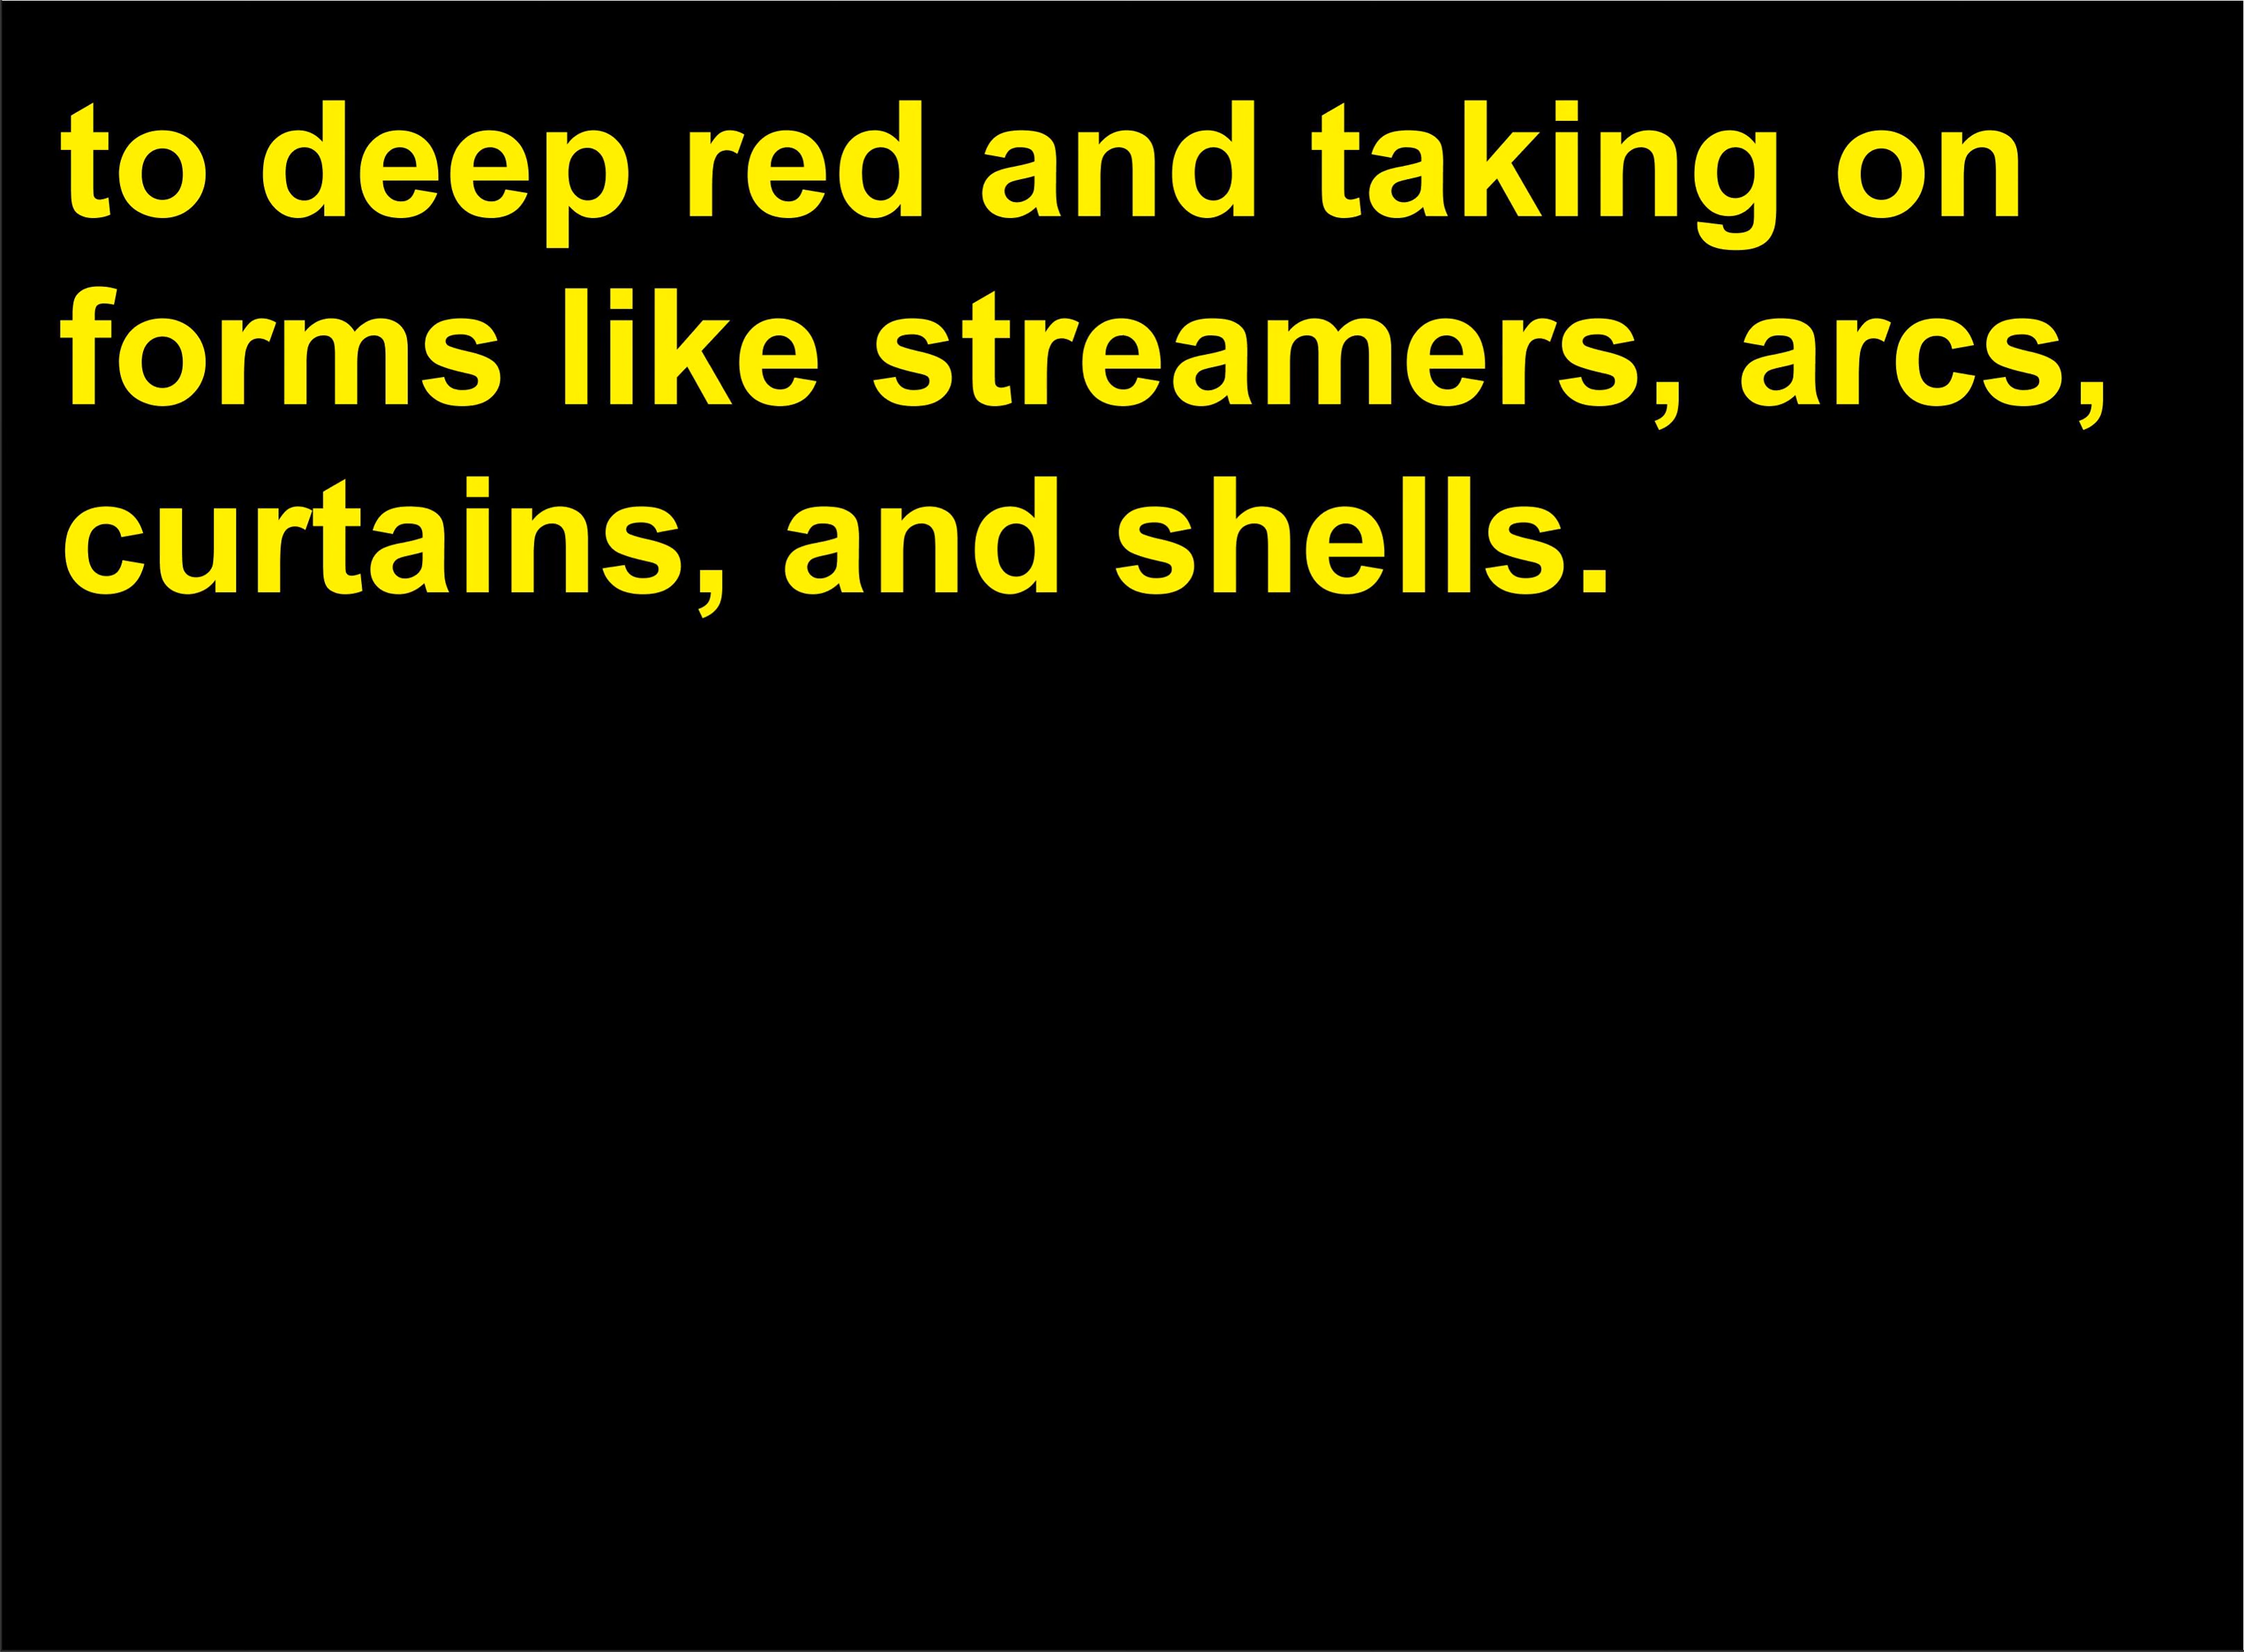 to deep red and taking on
forms like streamers, arcs,
curtains, and shells.